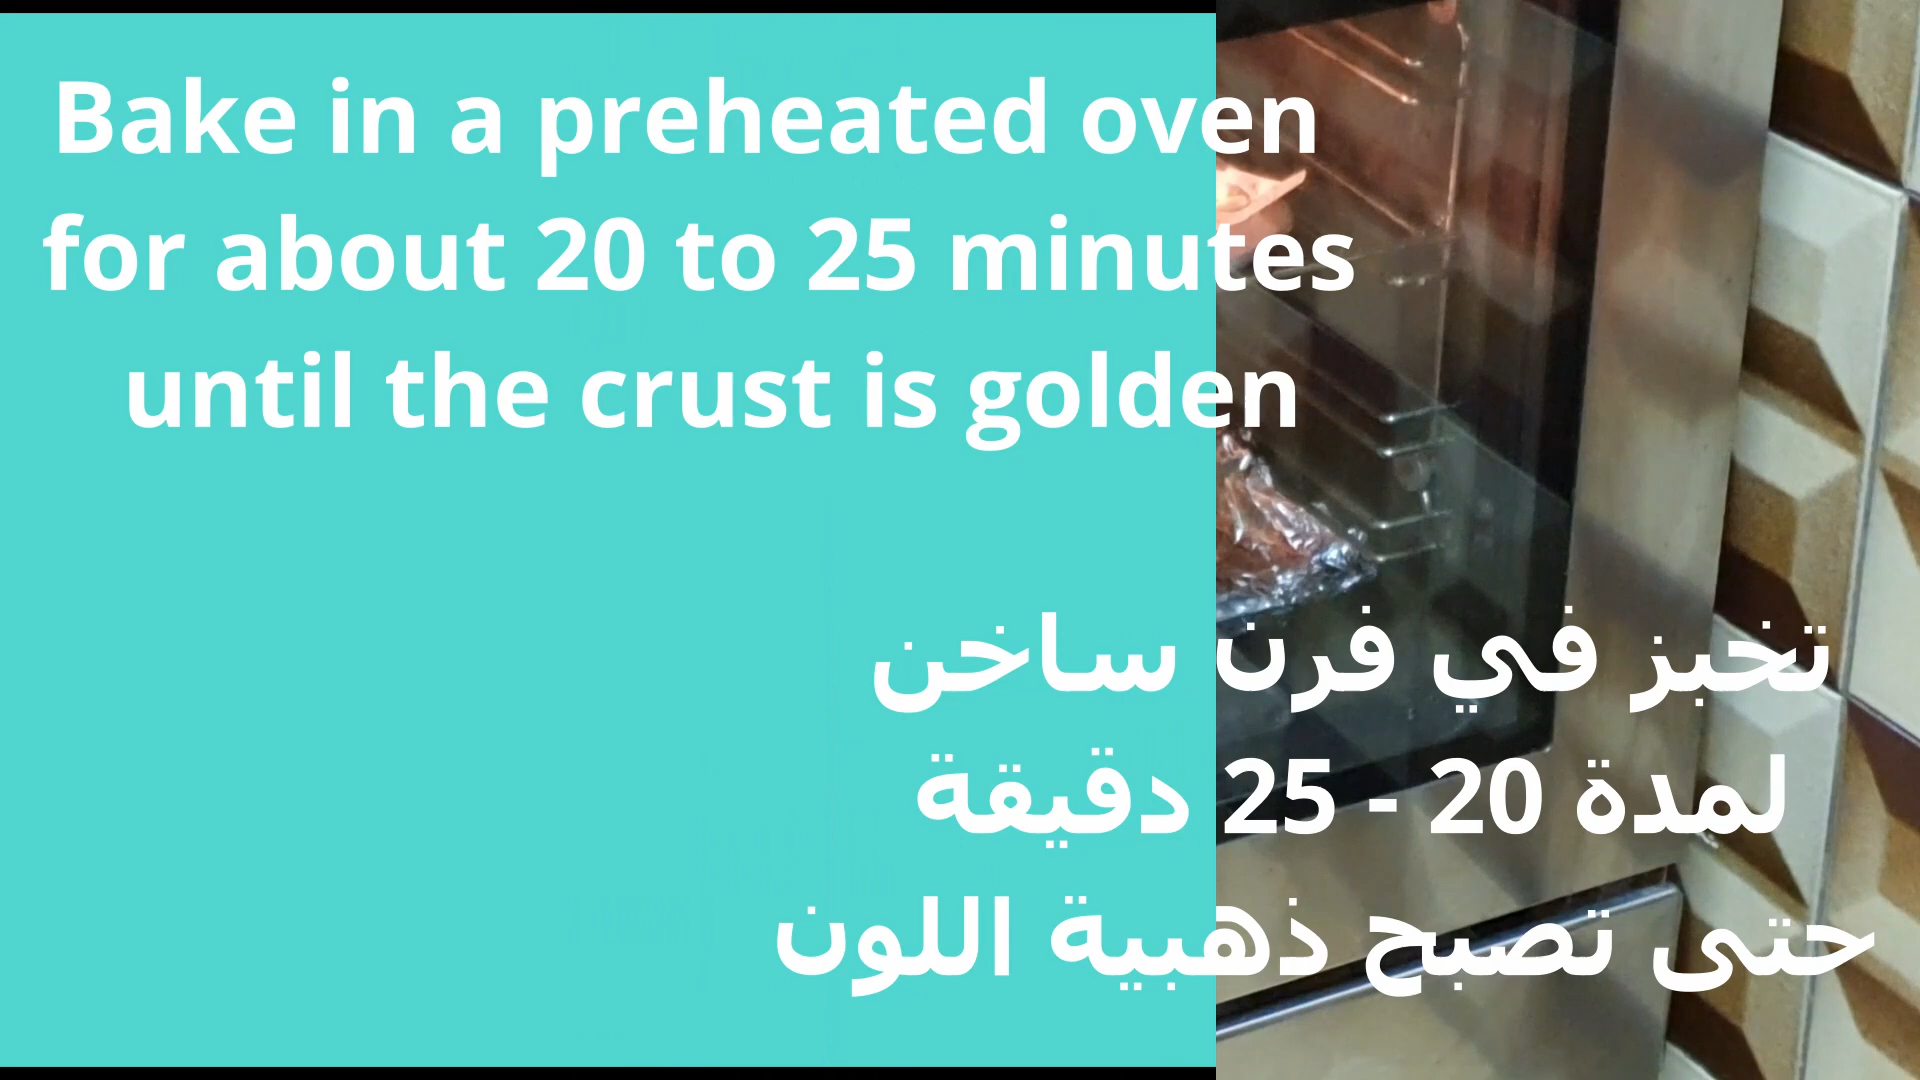 Bake in a preheated oven
for about 20 to 25 minutes
until the crust is golden
تخبز في فرن ساخن
لمدة 20 - 25 دقيقة
حتى تصبح ذهبية اللون